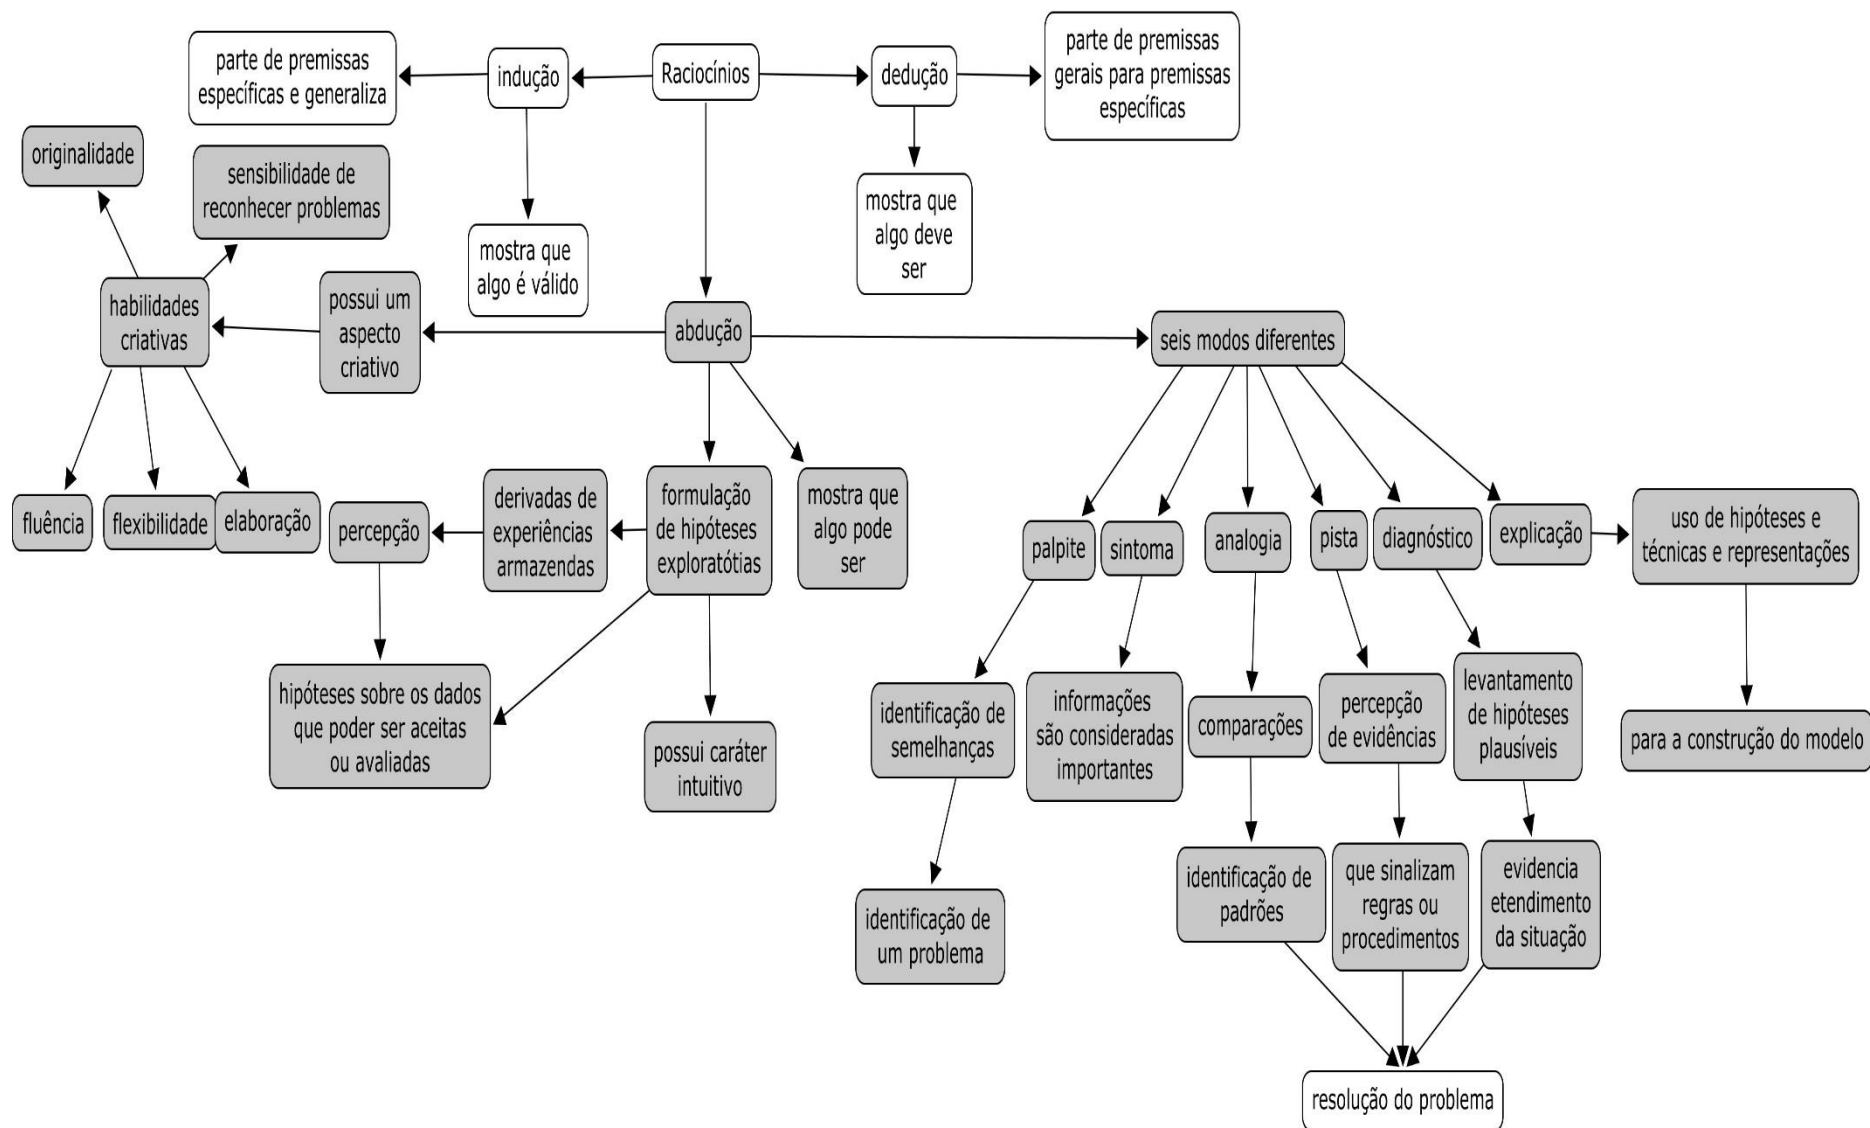 parte de premissas
específicas e generaliza
indução
Raciocínios
dedução
parte de premissas
gerais para premissas
específicas
originalidade
sensibilidade de
reconhecer problemas
mostra que
algo é válido
mostra que
algo deve
ser
habilidades
criativas
possui um
aspecto
criativo
abdução
seis modos diferentes
fluência
flexibilidade
elaboração
percepção
derivadas de
experiências
armazendas
formulação
de hipóteses
exploratótias
mostra que
algo pode
ser
palpite
sintoma
analogia
pista
diagnóstico
explicação
uso de hipóteses e
técnicas e representações
hipóteses sobre os dados
que poder ser aceitas
ou avaliadas
possui caráter
intuitivo
identificação de
semelhanças
informações
são consideradas
importantes
comparações
percepção
de evidências
levantamento
de hipóteses
plausíveis
para a construção do modelo
identificação de
um problema
identificação de
padrões
que sinalizam
regras ou
procedimentos
evidencia
etendimento
da situação
resolução do problema